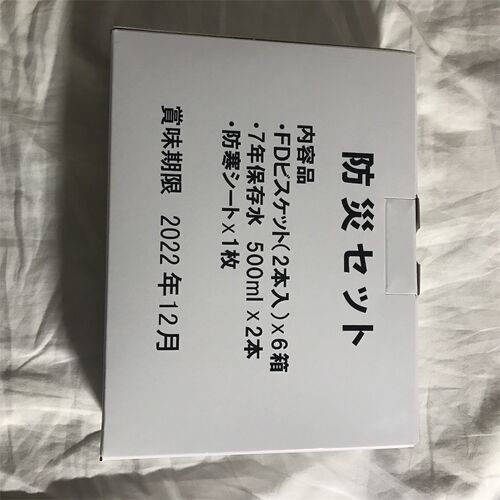 防災セット
内容品
・FDビスケット(2本入)x6箱
・7年保存水 500ml x2本
・防寒シートx1枚
賞味期限 2022年12月